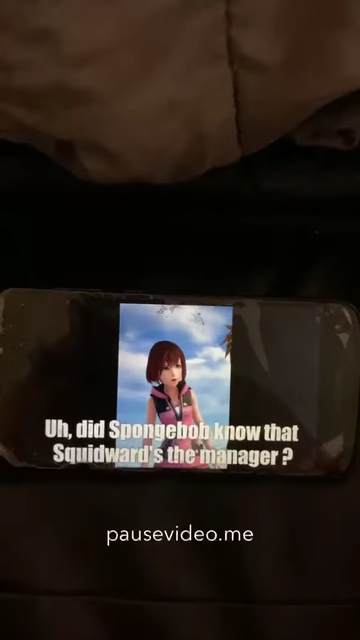 Uh, did Spongebob know that
Squidward's the manager ?
pausevideo.me